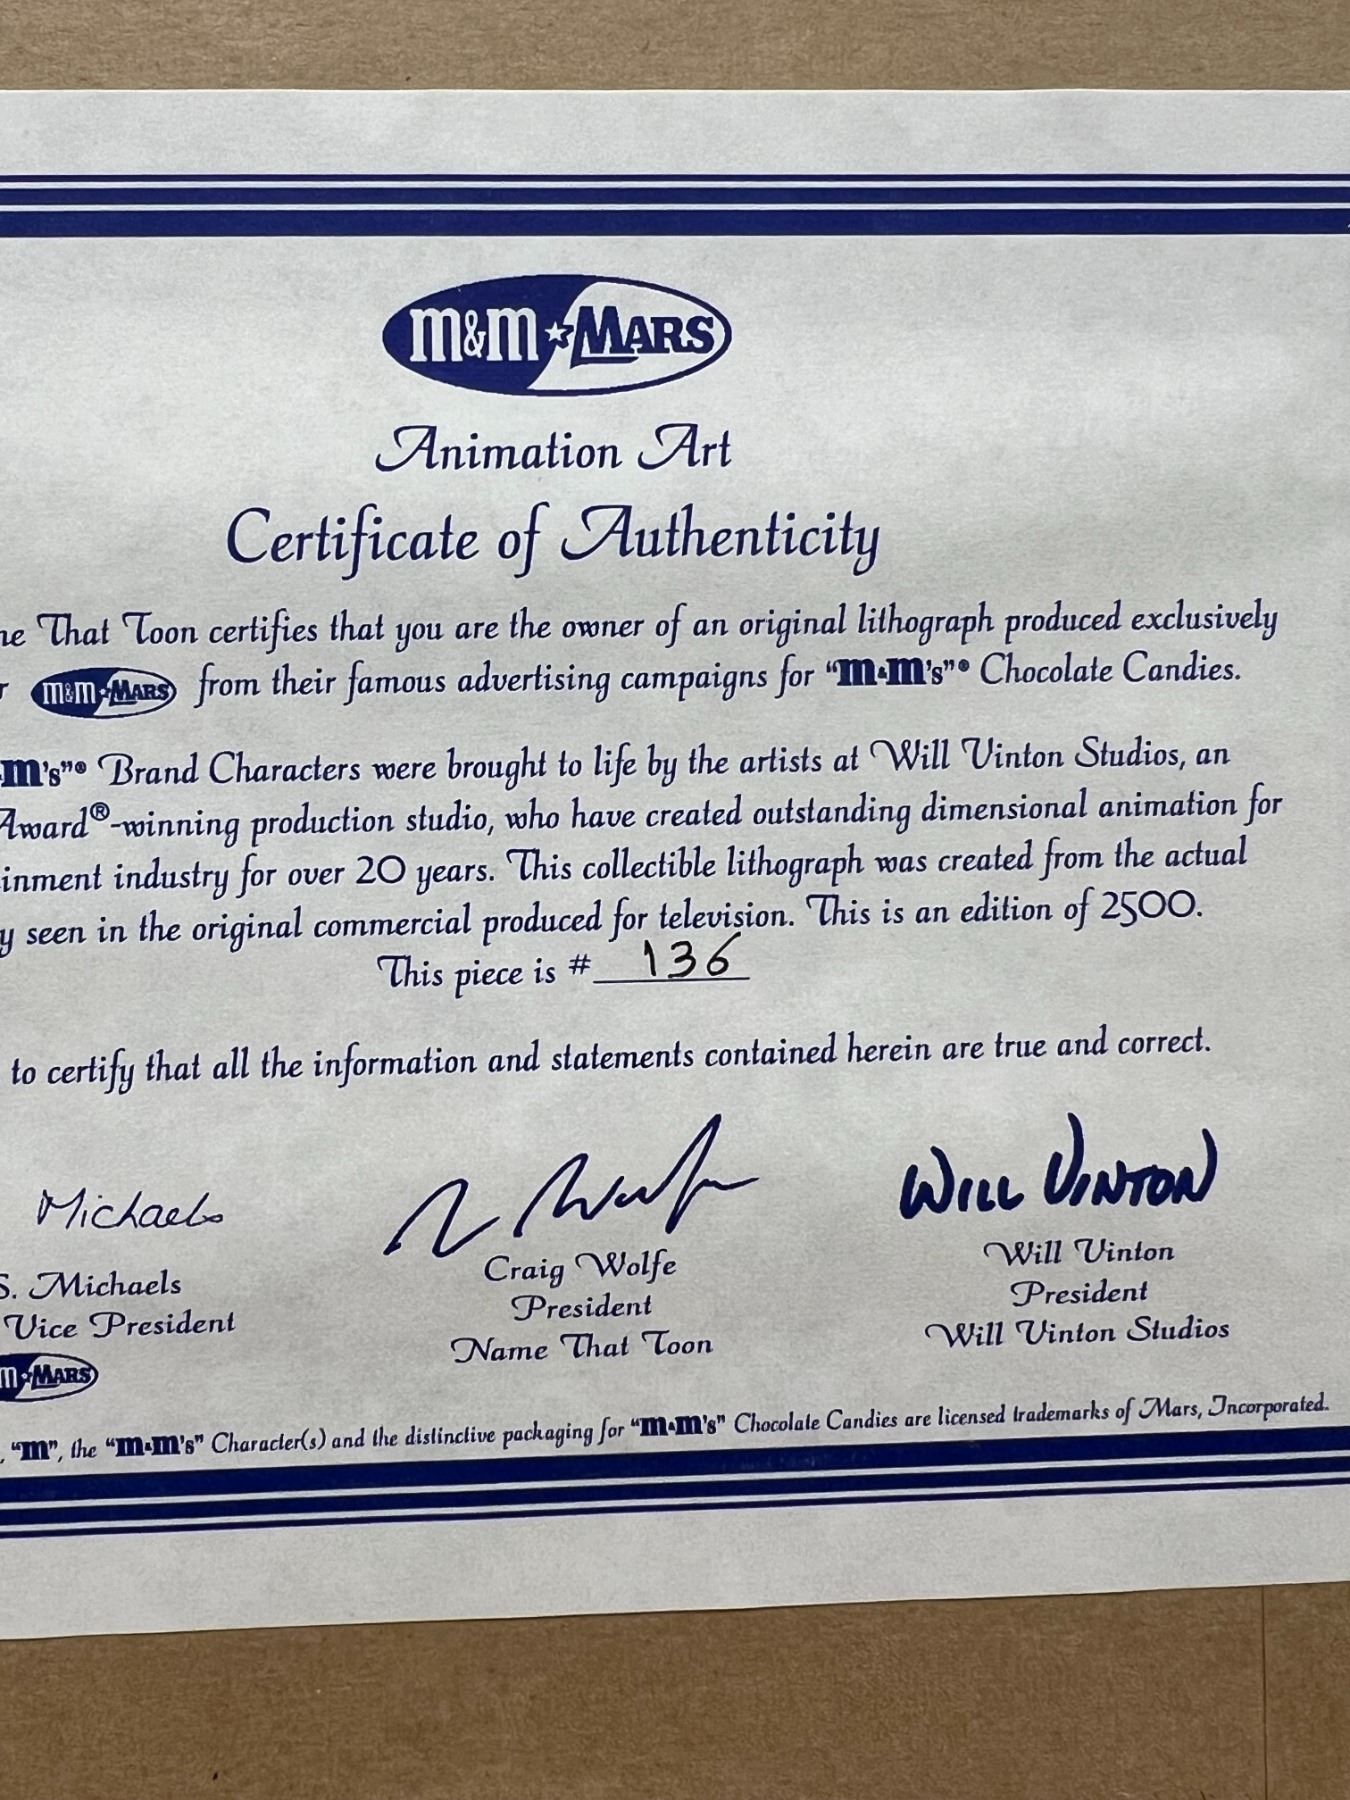 m&m★MARS
Animation Art
Certificate of Authenticity
That Toon certifies that you are the owner of an original lithograph produced exclusively
m&m★MARS from their famous advertising campaigns for "m&m's"® Chocolate Candies.
m's"® Brand Characters were brought to life by the artists at Will Vinton Studios, an
Award®-winning production studio, who have created outstanding dimensional animation for
inment industry for over 20 years. This collectible lithograph was created from the actual
y seen in the original commercial produced for television. This is an edition of 2500.
This piece is # 136
to certify that all the information and statements contained herein are true and correct.
Michaels
Wolfe
WILL VINTON
S. Michaels
Vice President
m★MARS
Craig Wolfe
President
Name That Toon
Will Vinton
President
Will Vinton Studios
, "m", the "m&m's" Character(s) and the distinctive packaging for "m&m's" Chocolate Candies are licensed trademarks of Mars, Incorporated.